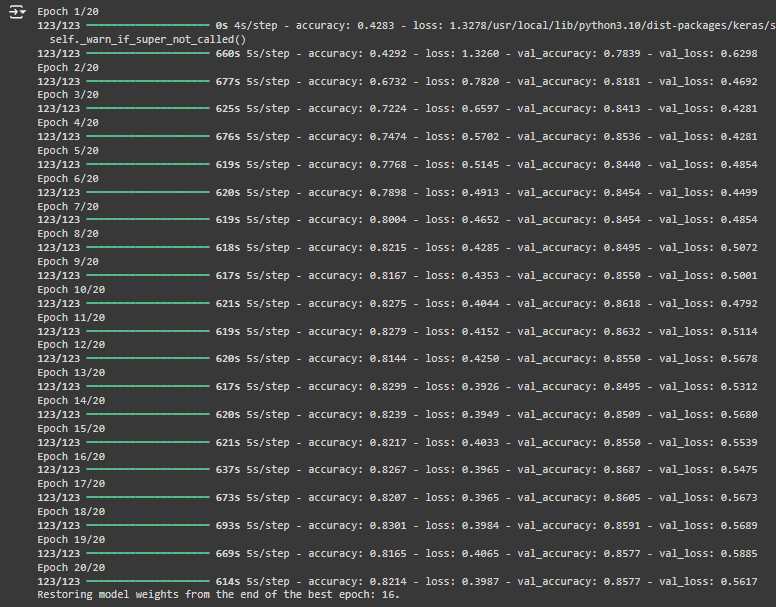 Epoch 1/20
123/123 ━━━━━━━━━━━━━━━━━━━━ 0s 4s/step - accuracy: 0.4283 - loss: 1.3278/usr/local/lib/python3.10/dist-packages/keras/s
self._warn_if_super_not_called()
123/123 ━━━━━━━━━━━━━━━━━━━━ 660s 5s/step - accuracy: 0.4292 - loss: 1.3260 - val_accuracy: 0.7839 - val_loss: 0.6298
Epoch 2/20
123/123 ━━━━━━━━━━━━━━━━━━━━ 677s 5s/step - accuracy: 0.6732 - loss: 0.7820 - val_accuracy: 0.8181 - val_loss: 0.4692
Epoch 3/20
123/123 ━━━━━━━━━━━━━━━━━━━━ 625s 5s/step - accuracy: 0.7224 - loss: 0.6597 - val_accuracy: 0.8413 - val_loss: 0.4281
Epoch 4/20
123/123 ━━━━━━━━━━━━━━━━━━━━ 676s 5s/step - accuracy: 0.7474 - loss: 0.5702 - val_accuracy: 0.8536 - val_loss: 0.4281
Epoch 5/20
123/123 ━━━━━━━━━━━━━━━━━━━━ 619s 5s/step - accuracy: 0.7768 - loss: 0.5145 - val_accuracy: 0.8440 - val_loss: 0.4854
Epoch 6/20
123/123 ━━━━━━━━━━━━━━━━━━━━ 620s 5s/step - accuracy: 0.7898 - loss: 0.4913 - val_accuracy: 0.8454 - val_loss: 0.4499
Epoch 7/20
123/123 ━━━━━━━━━━━━━━━━━━━━ 619s 5s/step - accuracy: 0.8004 - loss: 0.4652 - val_accuracy: 0.8454 - val_loss: 0.4854
Epoch 8/20
123/123 ━━━━━━━━━━━━━━━━━━━━ 618s 5s/step - accuracy: 0.8215 - loss: 0.4285 - val_accuracy: 0.8495 - val_loss: 0.5072
Epoch 9/20
123/123 ━━━━━━━━━━━━━━━━━━━━ 617s 5s/step - accuracy: 0.8167 - loss: 0.4353 - val_accuracy: 0.8550 - val_loss: 0.5001
Epoch 10/20
123/123 ━━━━━━━━━━━━━━━━━━━━ 621s 5s/step - accuracy: 0.8275 - loss: 0.4044 - val_accuracy: 0.8618 - val_loss: 0.4792
Epoch 11/20
123/123 ━━━━━━━━━━━━━━━━━━━━ 619s 5s/step - accuracy: 0.8279 - loss: 0.4152 - val_accuracy: 0.8632 - val_loss: 0.5114
Epoch 12/20
123/123 ━━━━━━━━━━━━━━━━━━━━ 620s 5s/step - accuracy: 0.8144 - loss: 0.4250 - val_accuracy: 0.8550 - val_loss: 0.5678
Epoch 13/20
123/123 ━━━━━━━━━━━━━━━━━━━━ 617s 5s/step - accuracy: 0.8299 - loss: 0.3926 - val_accuracy: 0.8495 - val_loss: 0.5312
Epoch 14/20
123/123 ━━━━━━━━━━━━━━━━━━━━ 620s 5s/step - accuracy: 0.8239 - loss: 0.3949 - val_accuracy: 0.8509 - val_loss: 0.5680
Epoch 15/20
123/123 ━━━━━━━━━━━━━━━━━━━━ 621s 5s/step - accuracy: 0.8217 - loss: 0.4033 - val_accuracy: 0.8550 - val_loss: 0.5539
Epoch 16/20
123/123 ━━━━━━━━━━━━━━━━━━━━ 637s 5s/step - accuracy: 0.8267 - loss: 0.3965 - val_accuracy: 0.8687 - val_loss: 0.5475
Epoch 17/20
123/123 ━━━━━━━━━━━━━━━━━━━━ 673s 5s/step - accuracy: 0.8207 - loss: 0.3965 - val_accuracy: 0.8605 - val_loss: 0.5673
Epoch 18/20
123/123 ━━━━━━━━━━━━━━━━━━━━ 693s 5s/step - accuracy: 0.8301 - loss: 0.3984 - val_accuracy: 0.8591 - val_loss: 0.5689
Epoch 19/20
123/123 ━━━━━━━━━━━━━━━━━━━━ 669s 5s/step - accuracy: 0.8165 - loss: 0.4065 - val_accuracy: 0.8577 - val_loss: 0.5885
Epoch 20/20
123/123 ━━━━━━━━━━━━━━━━━━━━ 614s 5s/step - accuracy: 0.8214 - loss: 0.3987 - val_accuracy: 0.8577 - val_loss: 0.5617
Restoring model weights from the end of the best epoch: 16.